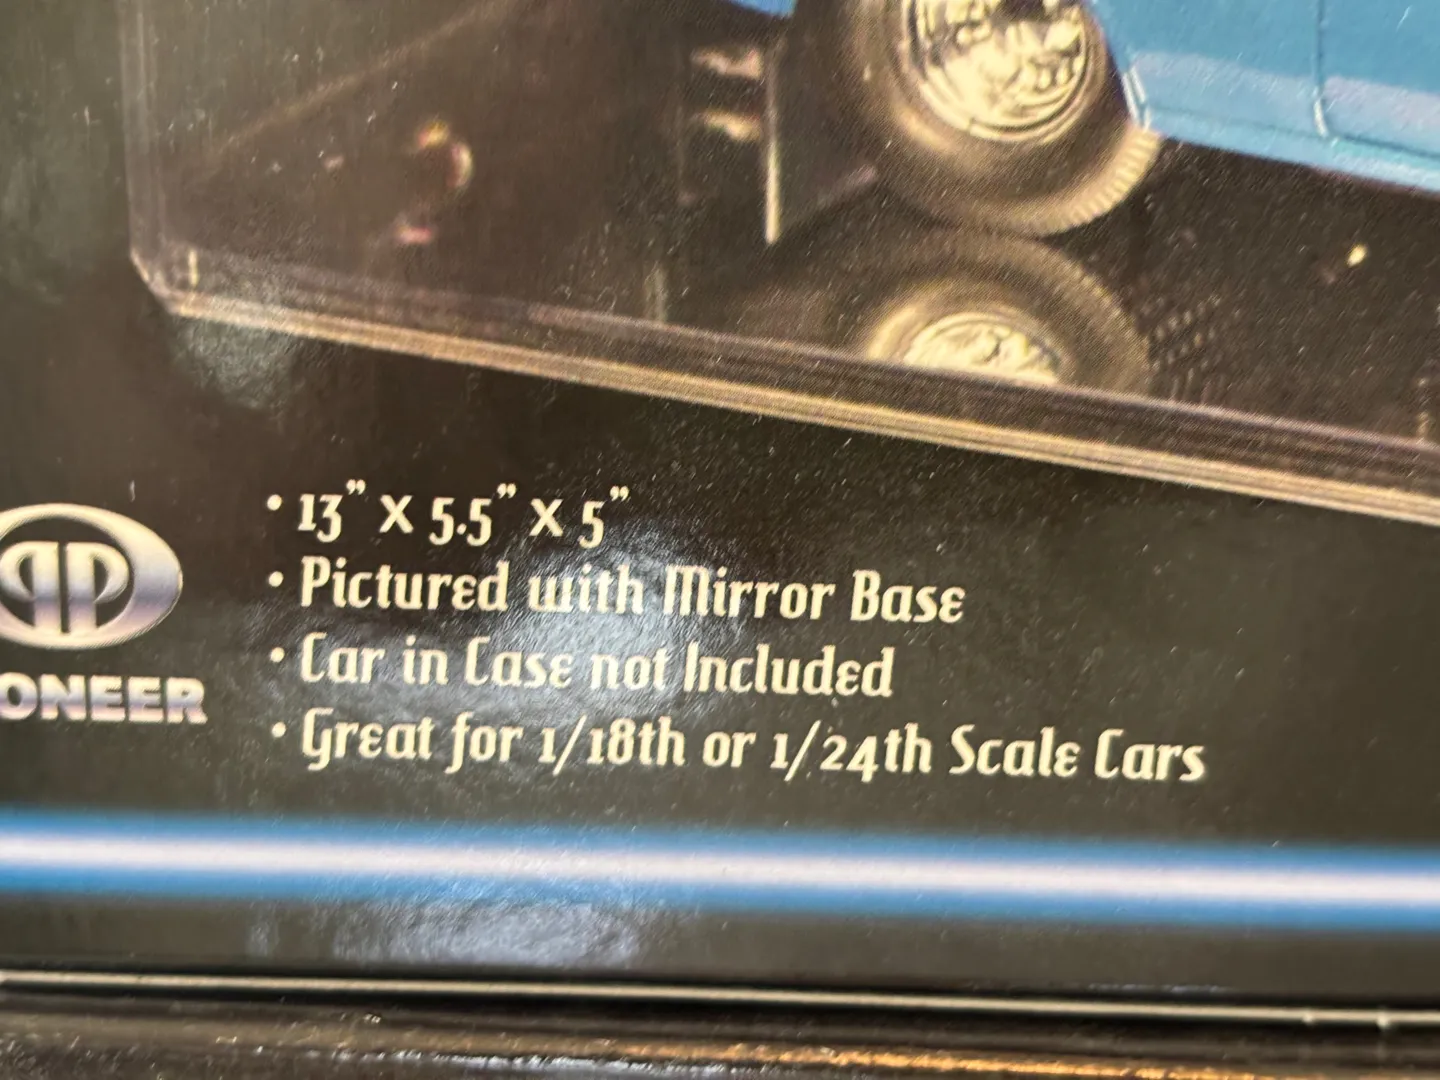 • 13" X 5.5" X 5"
• Pictured with Mirror Base
• Car in Case not Included
• Great for 1/18th or 1/24th Scale Cars
PP
ONEER